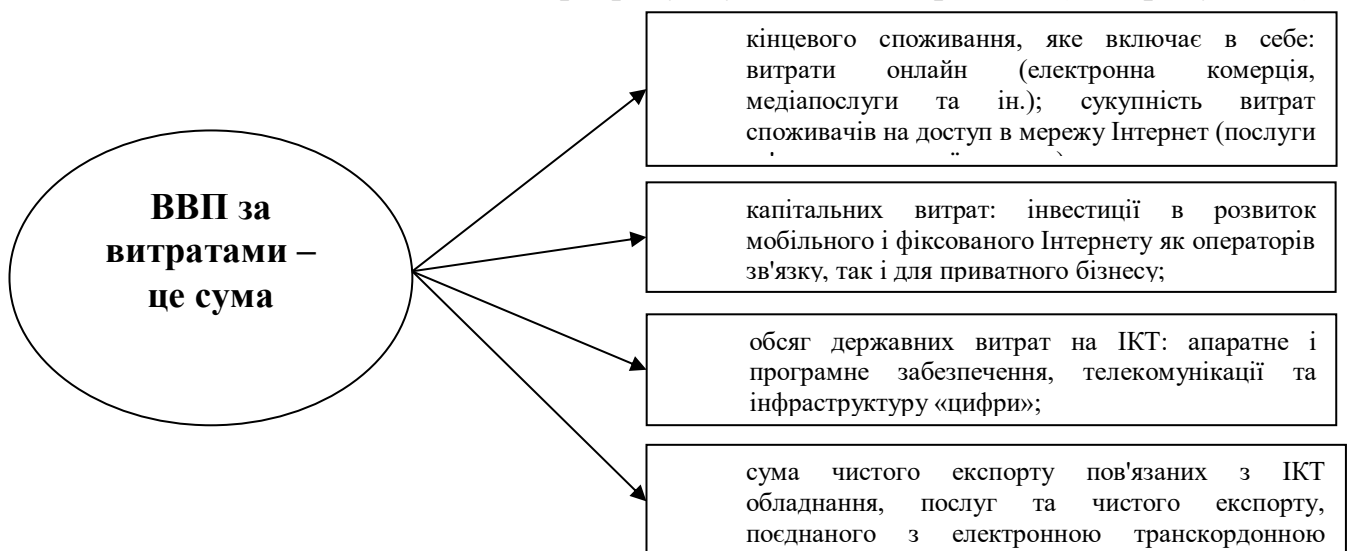 ВВП за
витратами –
це сума
кінцевого споживання, яке включає в себе:
витрати онлайн (електронна комерція,
медіапослуги та ін.); сукупність витрат
споживачів на доступ в мережу Інтернет (послуги
капітальних витрат: інвестиції в розвиток
мобільного і фіксованого Інтернету як операторів
зв'язку, так і для приватного бізнесу;
обсяг державних витрат на ІКТ: апаратне і
програмне забезпечення, телекомунікації та
інфраструктуру «цифри»;
сума чистого експорту пов'язаних з ІКТ
обладнання, послуг та чистого експорту,
поєднаного з електронною транскордонною